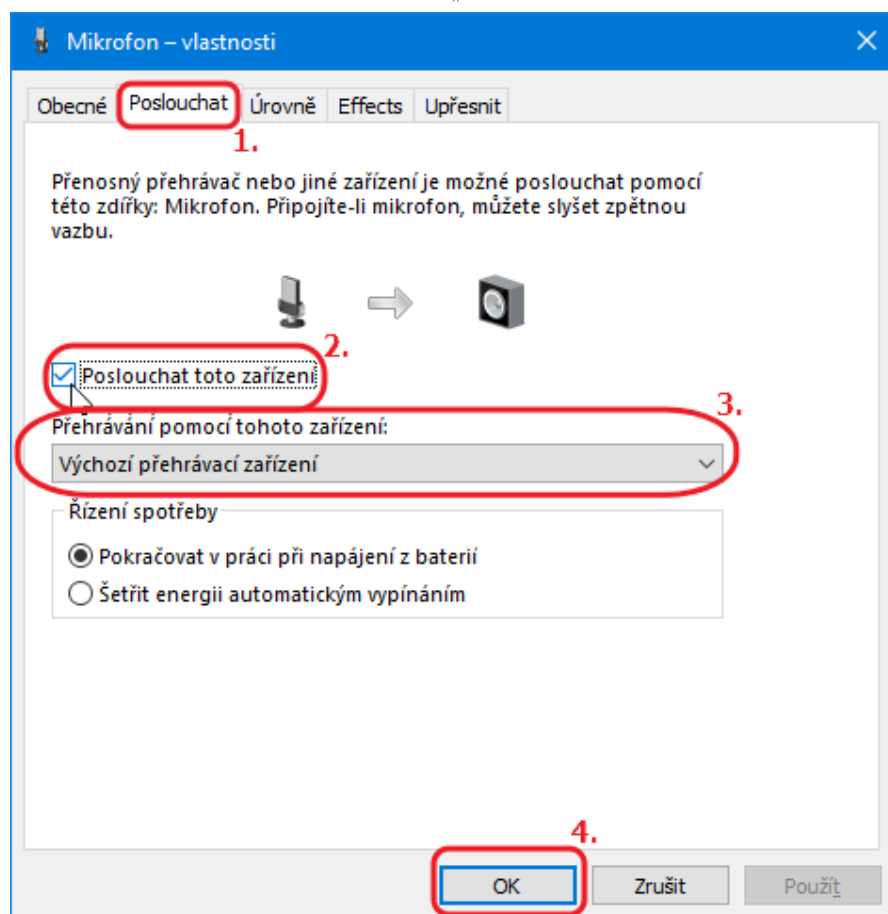 Mikrofon – vlastnosti
Obecné Poslouchat Úrovně Effects Upřesnit
1.
Přenosný přehrávač nebo jiné zařízení je možné poslouchat pomocí
této zdířky: Mikrofon. Připojíte-li mikrofon, můžete slyšet zpětnou
vazbu.
2.
Poslouchat toto zařízení
3.
Přehrávání pomocí tohoto zařízení:
Výchozí přehrávací zařízení
Řízení spotřeby
Pokračovat v práci při napájení z baterií
Šetřit energii automatickým vypínáním
4.
OK Zrušit Použít